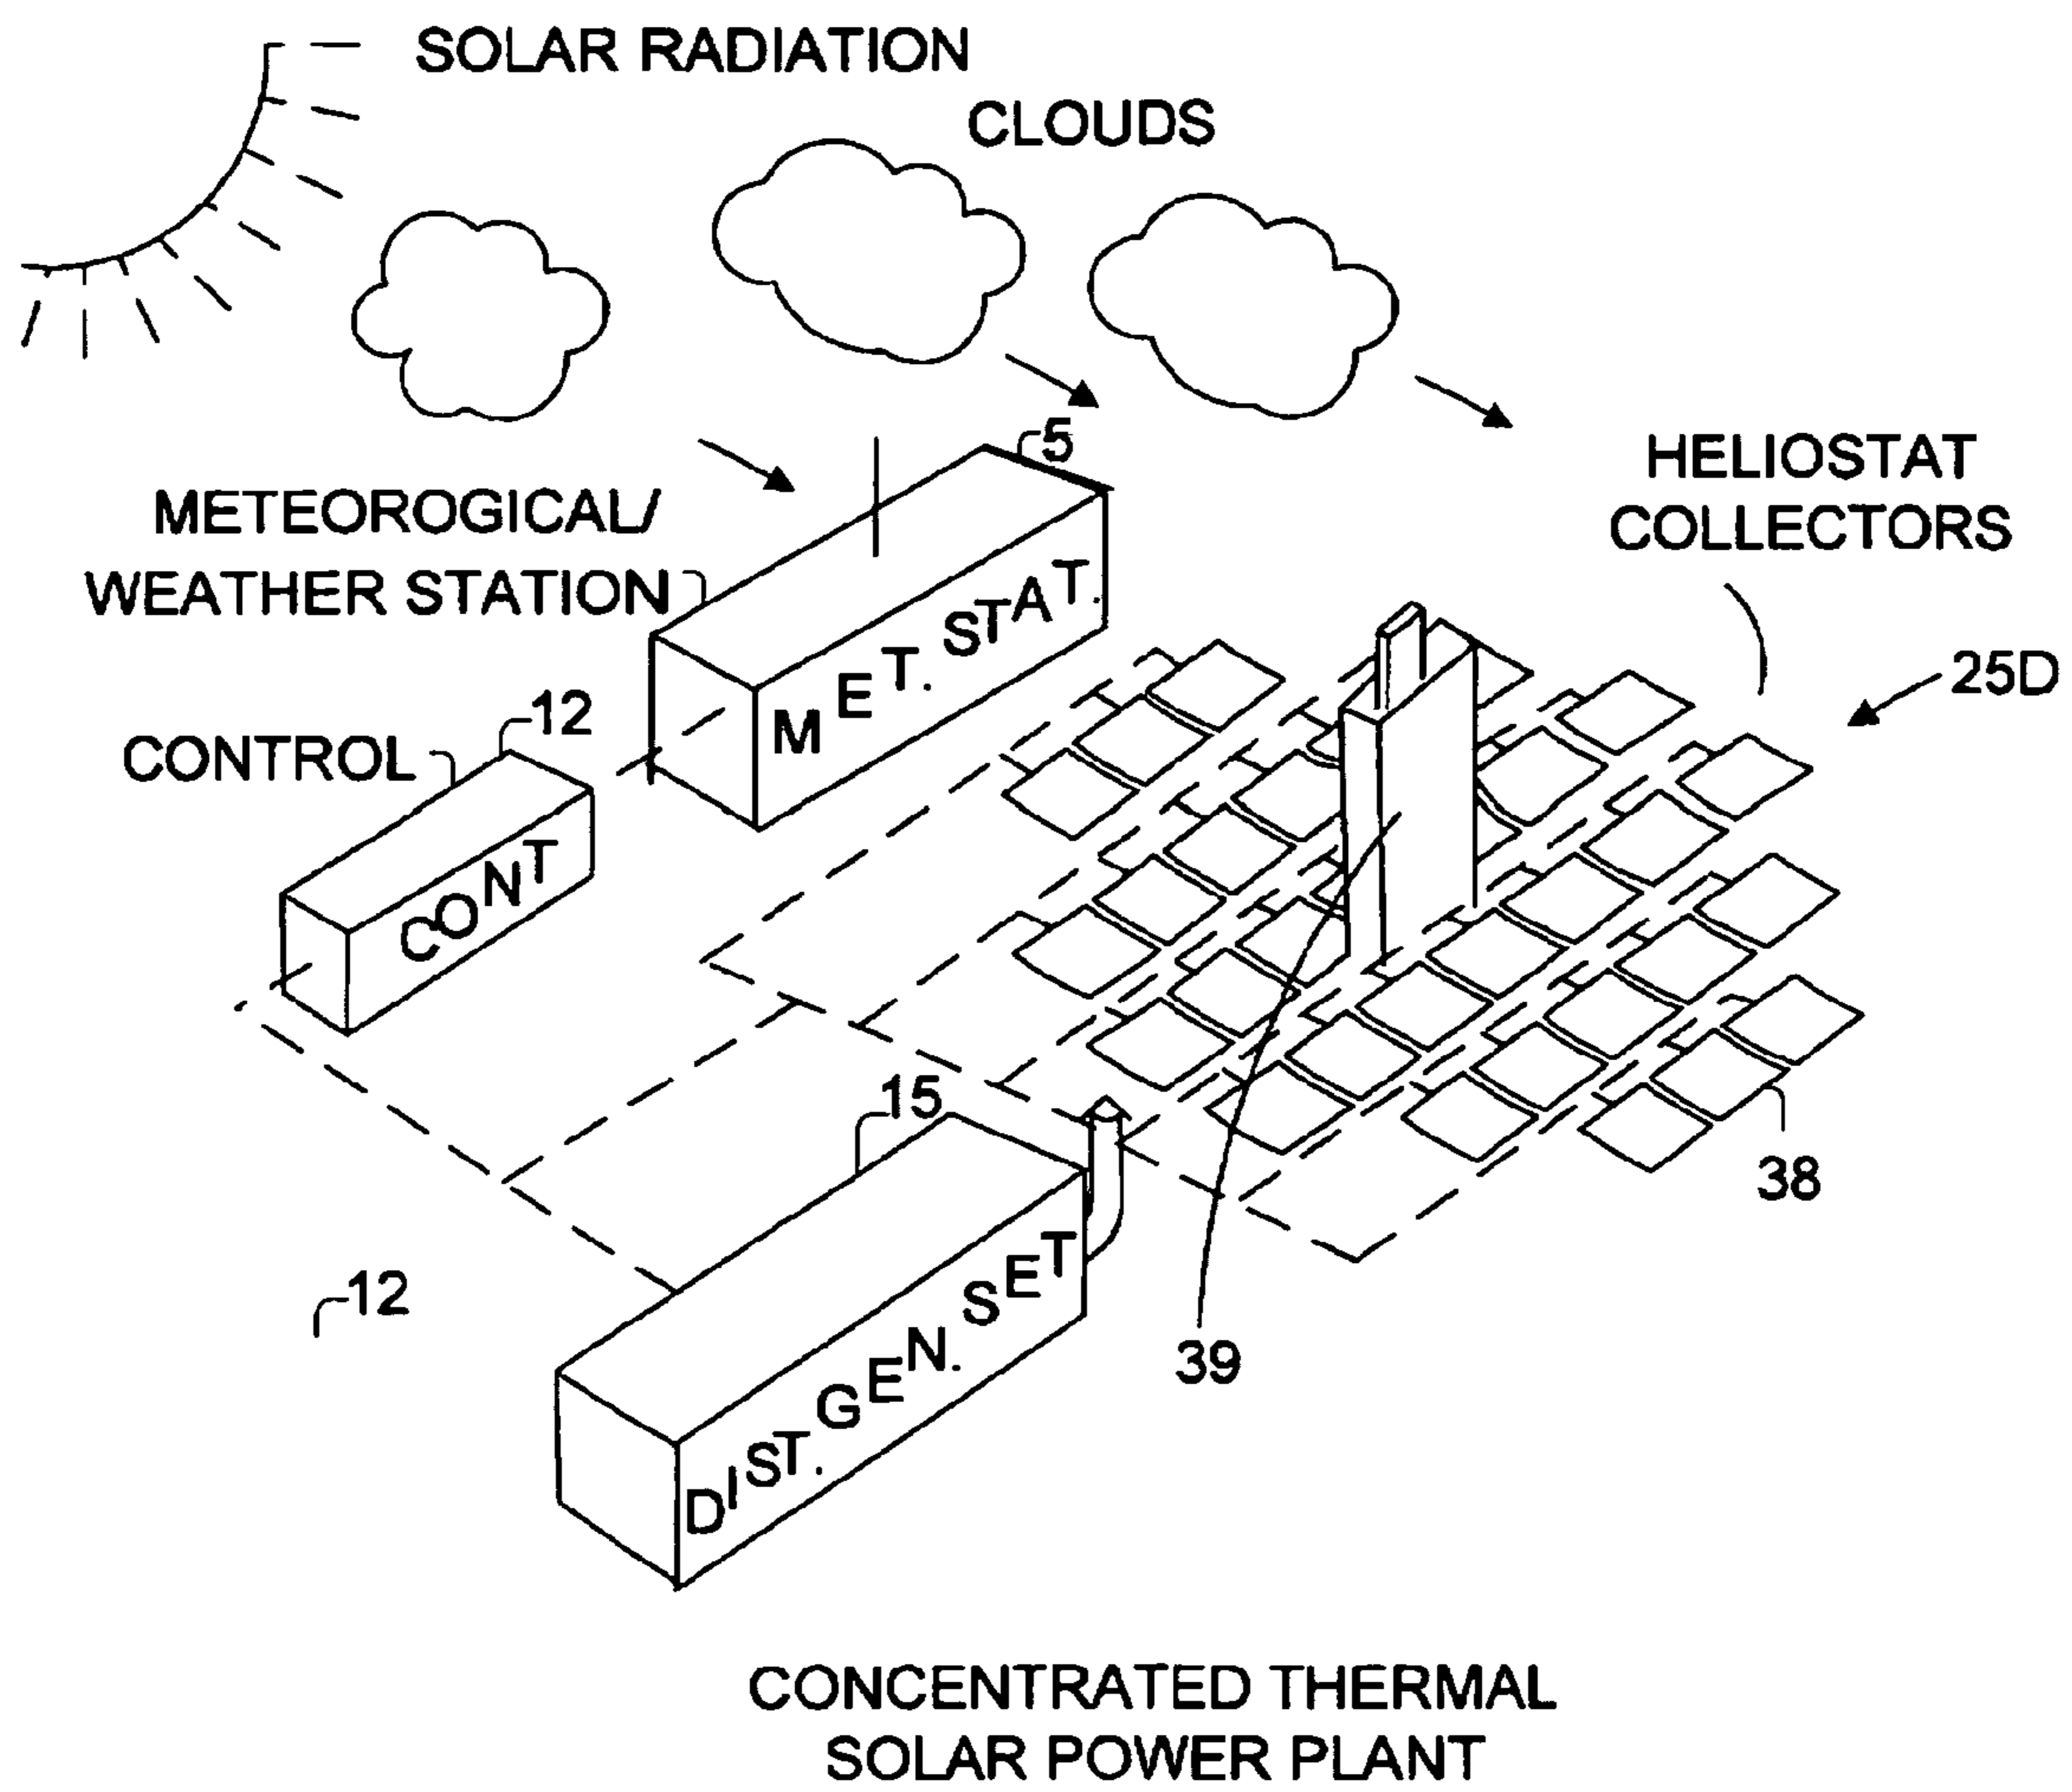 SOLAR RADIATION
CLOUDS
5
HELIOSTAT
COLLECTORS
METEOROGICAL/
WEATHER STATION
MET. STAT.
25D
12
CONTROL
CONT
15
38
12
DIST. GEN. SET
39
CONCENTRATED THERMAL
SOLAR POWER PLANT